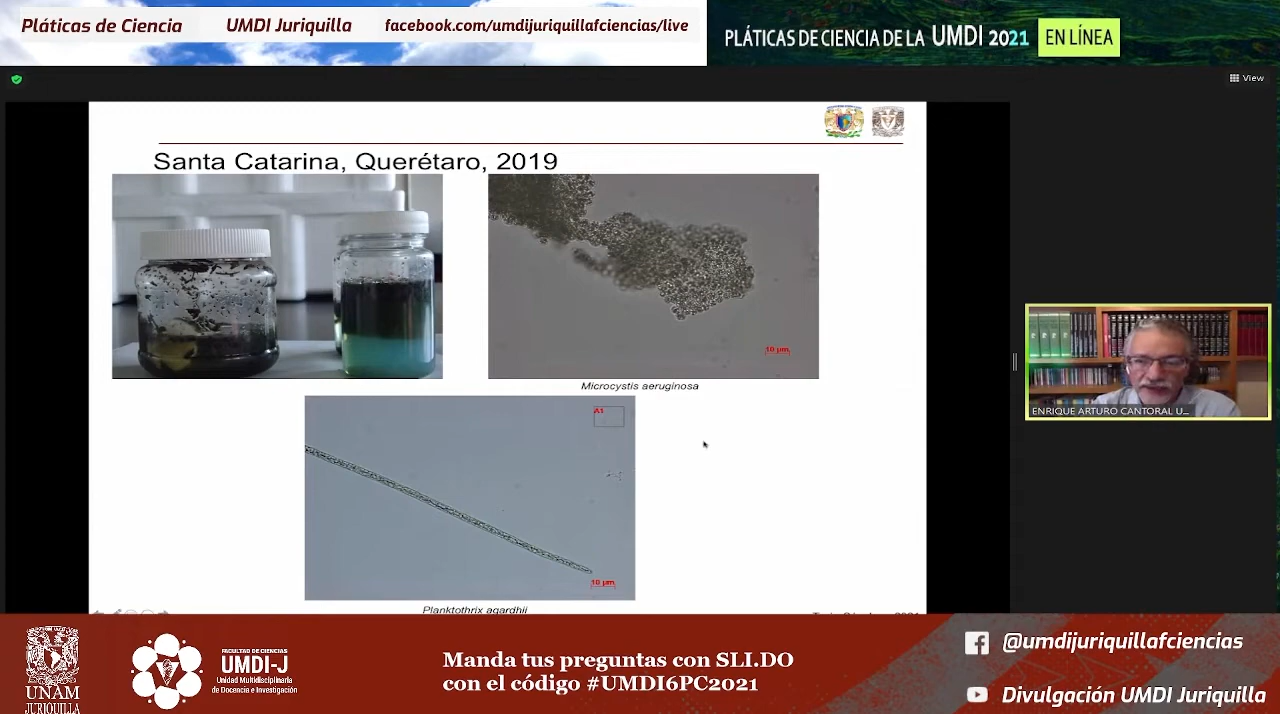 Pláticas de Ciencia UMDI Juriquilla facebook.com/umdijuriquillafciencias/live
PLÁTICAS DE CIENCIA DE LA UMDI 2021 EN LÍNEA
View
Santa Catarina, Querétaro, 2019
10 µm
Microcystis aeruginosa
A1
10 µm
Planktothrix agardhii
2021
ENRIQUE ARTURO CANTORAL U...
UNAM
JURIQUILLA
FACULTAD DE CIENCIAS
UMDI-J
Unidad Multidisciplinaria
de Docencia e Investigación
Manda tus preguntas con SLI.DO
con el código #UMDI6PC2021
@umdijuriquillafciencias
Divulgación UMDI Juriquilla